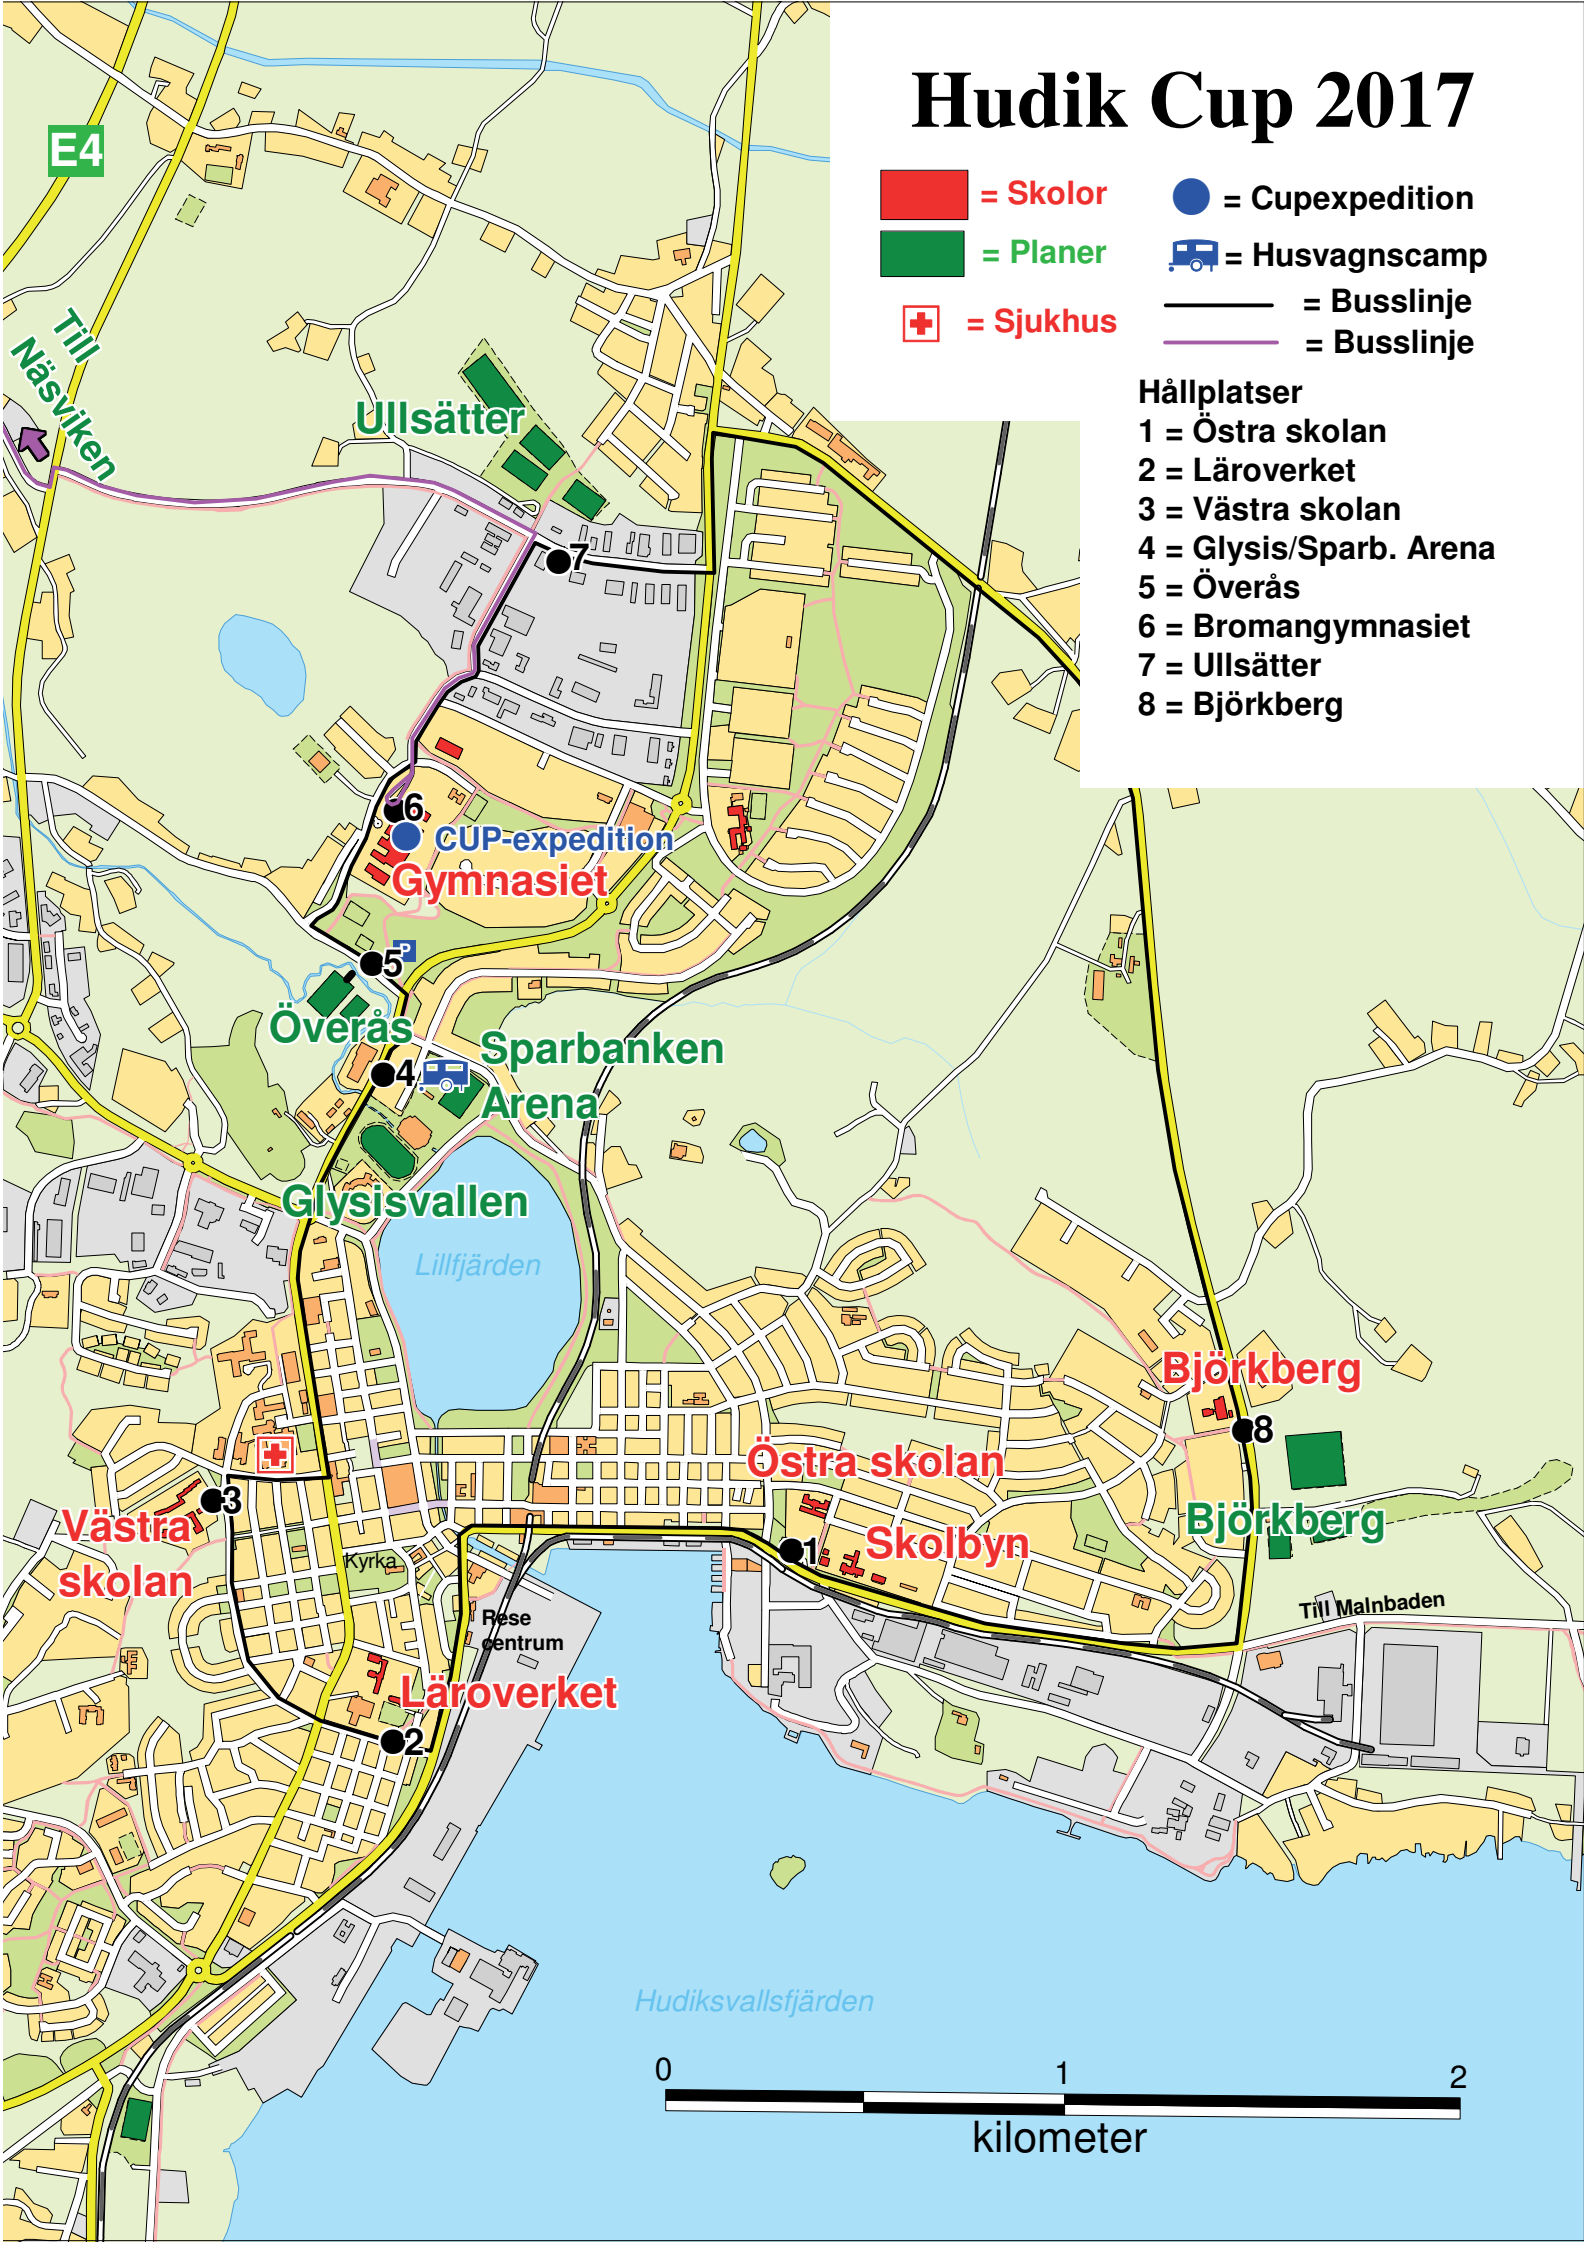 Hudik Cup 2017
E4
= Skolor
= Cupexpedition
= Planer
= Husvagnscamp
= Sjukhus
= Busslinje
= Busslinje
Hållplatser
1 = Östra skolan
2 = Läroverket
3 = Västra skolan
4 = Glysis/Sparb. Arena
5 = Överås
6 = Bromangymnasiet
7 = Ullsätter
8 = Björkberg
Till
Näsviken
Ullsätter
7
6
CUP-expedition
Gymnasiet
P
5
Överås
Sparbanken
Arena
4
Glysisvallen
Lillfjärden
Björkberg
8
Östra skolan
3
Västra
skolan
Björkberg
Skolbyn
1
Kyrka
Rese
centrum
Till Malnbaden
Läroverket
2
Hudiksvallsfjärden
0
1
2
kilometer